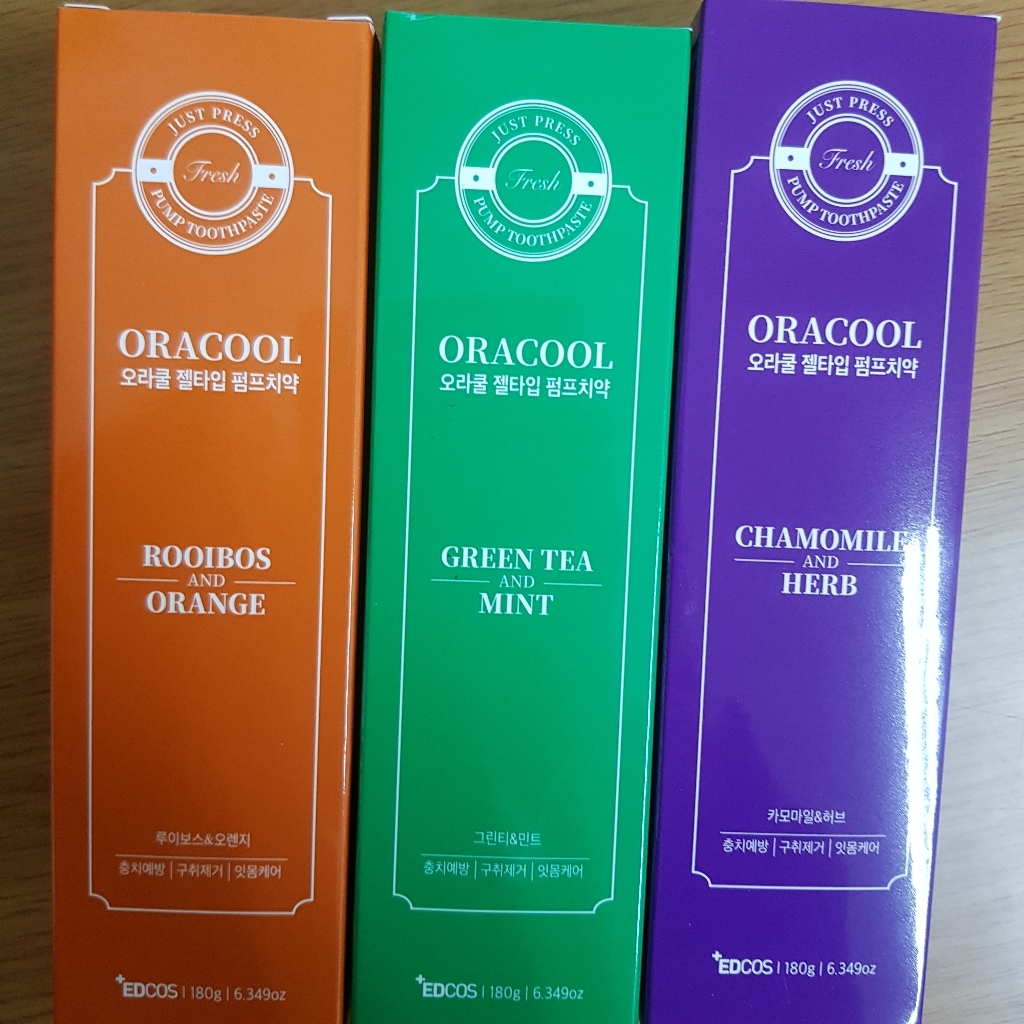 JUST PRESS
Fresh
PUMP TOOTHPASTE
ORACOOL
오라쿨 젤타입 펌프치약
ROOIBOS
AND
ORANGE
루이보스&오렌지
충치예방 | 구취제거 | 잇몸케어
+EDCOS | 180g | 6.349oz
JUST PRESS
Fresh
PUMP TOOTHPASTE
ORACOOL
오라쿨 젤타입 펌프치약
GREEN TEA
AND
MINT
그린티&민트
충치예방 | 구취제거 | 잇몸케어
+EDCOS | 180g | 6.349oz
JUST PRESS
Fresh
PUMP TOOTHPASTE
ORACOOL
오라쿨 젤타입 펌프치약
CHAMOMILE
AND
HERB
카모마일&허브
충치예방 | 구취제거 | 잇몸케어
+EDCOS | 180g | 6.349oz